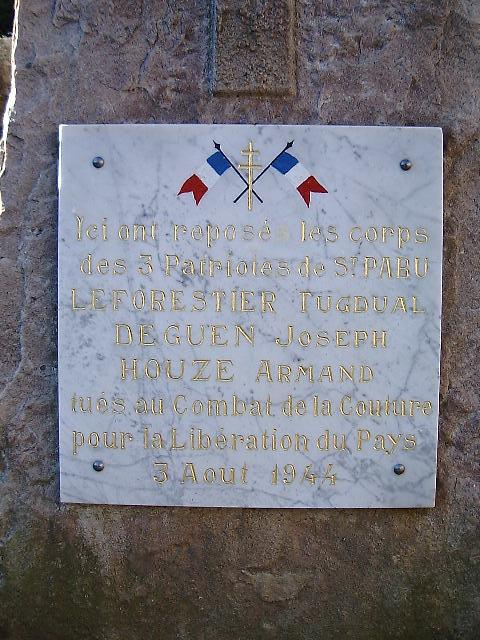 Ici ont reposés les corps
des 3 Patriotes de St PABU
LEFORESTIER TUGDUAL
DEGUEN JOSEPH
HOUZE ARMAND
tués au Combat de la Couture
pour la Libération du Pays
3 Aout 1944